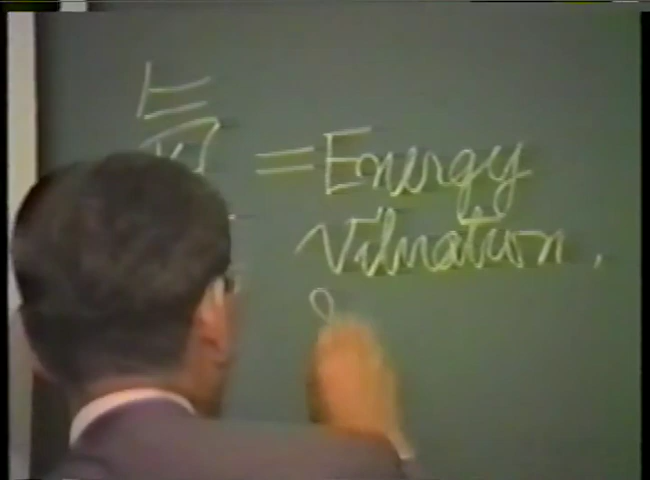 = Energy
Vibration.